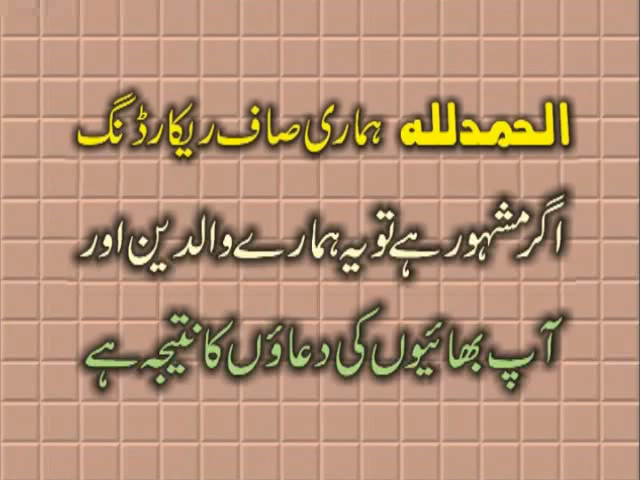 الحمدلله ہماری صاف ریکارڈنگ
اگر مشہور ہے تو یہ ہمارے والدین اور
آپ بھائیوں کی دعاؤں کا نتیجہ ہے